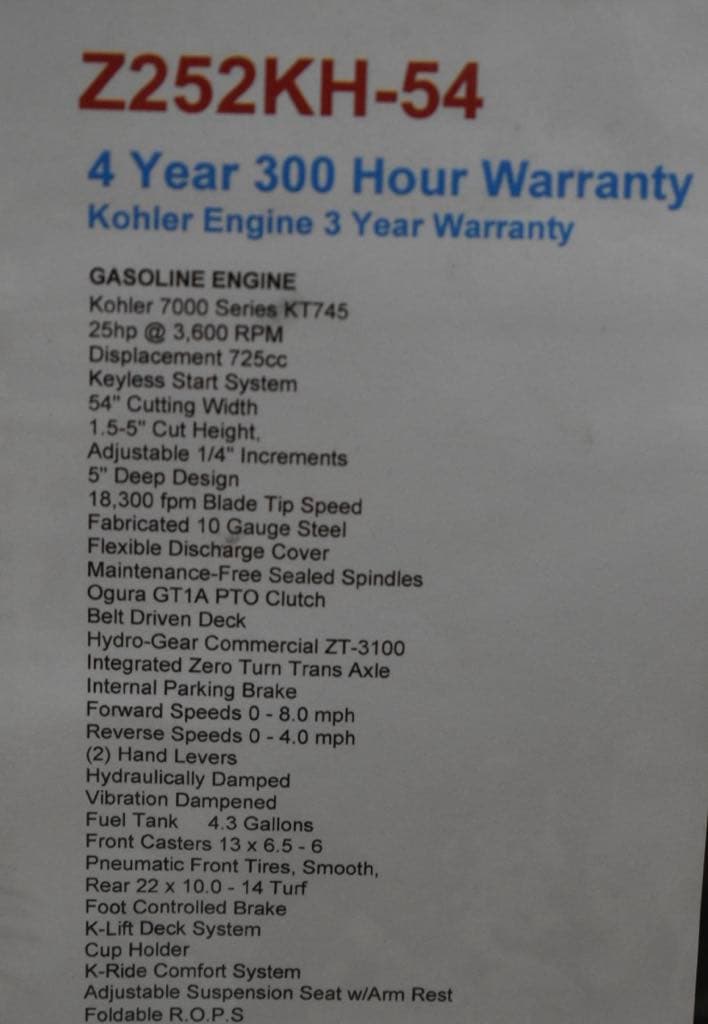 Z252KH-54
4 Year 300 Hour Warranty
Kohler Engine 3 Year Warranty
GASOLINE ENGINE
Kohler 7000 Series KT745
25hp @ 3,600 RPM
Displacement 725cc
Keyless Start System
54" Cutting Width
1.5-5" Cut Height,
Adjustable 1/4" Increments
5" Deep Design
18,300 fpm Blade Tip Speed
Fabricated 10 Gauge Steel
Flexible Discharge Cover
Maintenance-Free Sealed Spindles
Ogura GT1A PTO Clutch
Belt Driven Deck
Hydro-Gear Commercial ZT-3100
Integrated Zero Turn Trans Axle
Internal Parking Brake
Forward Speeds 0 - 8.0 mph
Reverse Speeds 0 - 4.0 mph
(2) Hand Levers
Hydraulically Damped
Vibration Dampened
Fuel Tank 4.3 Gallons
Front Casters 13 x 6.5 - 6
Pneumatic Front Tires, Smooth,
Rear 22 x 10.0 - 14 Turf
Foot Controlled Brake
K-Lift Deck System
Cup Holder
K-Ride Comfort System
Adjustable Suspension Seat w/Arm Rest
Foldable R.O.P.S